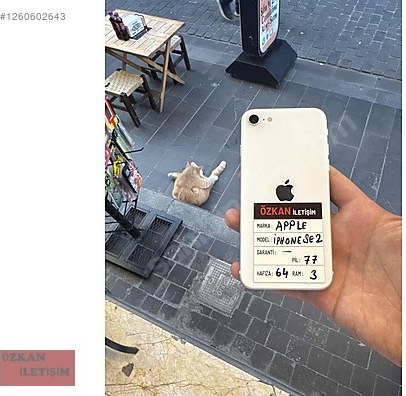 #1260602643
ÖZKAN İLETİŞİM
MARKA: APPLE
MODEL: İPHONE SE 2
GARANTİ: —
PİL: 77
HAFIZA: 64 RAM: 3
ÖZKAN
İLETİŞİM